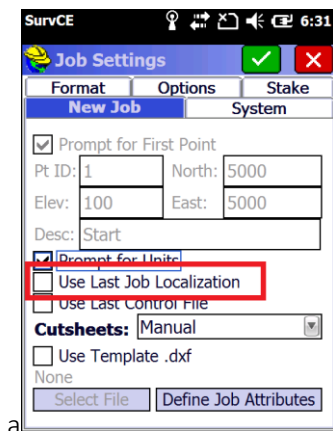 SurvCE 6:31
Job Settings
Format Options Stake
New Job System
Prompt for First Point
Pt ID: 1 North: 5000
Elev: 100 East: 5000
Desc: Start
Prompt for Units
Use Last Job Localization
Use Last Control File
Cutsheets: Manual
Use Template .dxf
None
Select File Define Job Attributes
a